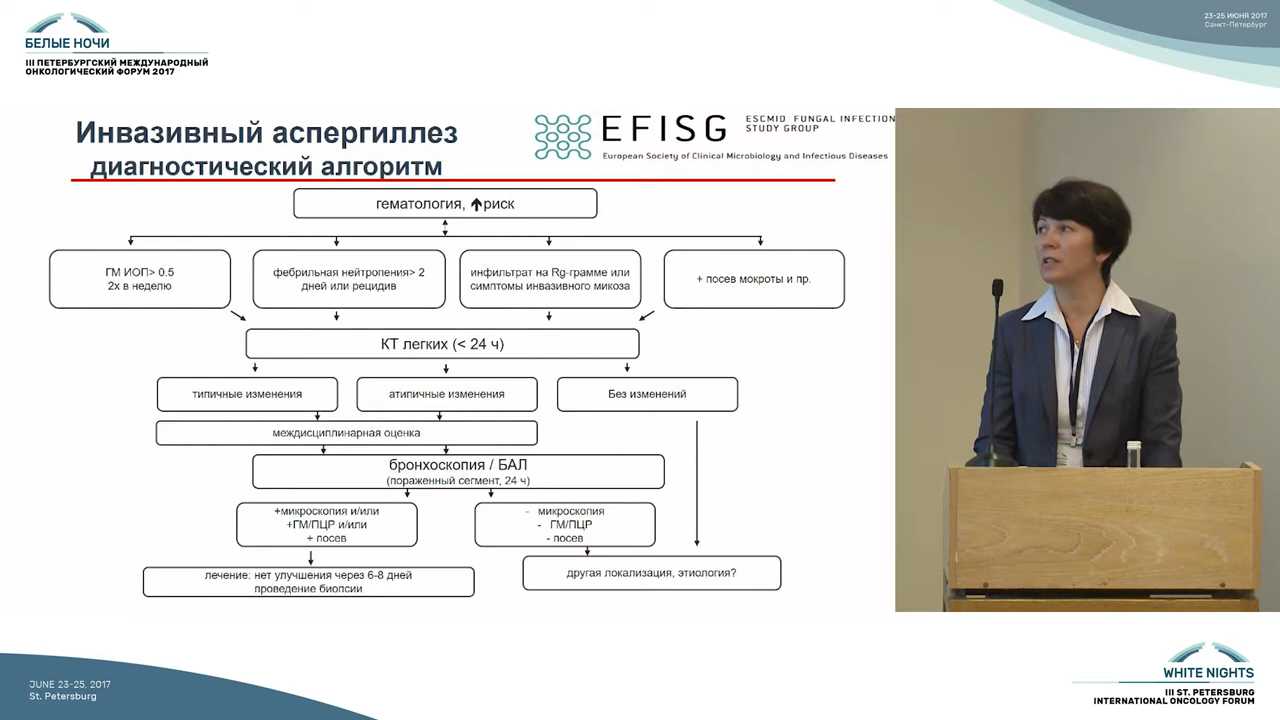 БЕЛЫЕ НОЧИ
III ПЕТЕРБУРГСКИЙ МЕЖДУНАРОДНЫЙ
ОНКОЛОГИЧЕСКИЙ ФОРУМ 2017
23-25 ИЮНЯ 2017
Санкт-Петербург
Инвазивный аспергиллез
диагностический алгоритм
EFISG
ESCMID FUNGAL INFECTION
STUDY GROUP
European Society of Clinical Microbiology and Infectious Diseases
гематология, ↑риск
ГМ ИОП> 0.5
2х в неделю
фебрильная нейтропения> 2
дней или рецидив
инфильтрат на Rg-грамме или
симптомы инвазивного микоза
+ посев мокроты и пр.
КТ легких (< 24 ч)
типичные изменения
атипичные изменения
Без изменений
междисциплинарная оценка
бронхоскопия / БАЛ
(пораженный сегмент, 24 ч)
+микроскопия и/или
+ГМ/ПЦР и/или
+ посев
- микроскопия
- ГМ/ПЦР
- посев
лечение: нет улучшения через 6-8 дней
проведение биопсии
другая локализация, этиология?
JUNE 23-25, 2017
St. Petersburg
WHITE NIGHTS
III ST. PETERSBURG
INTERNATIONAL ONCOLOGY FORUM